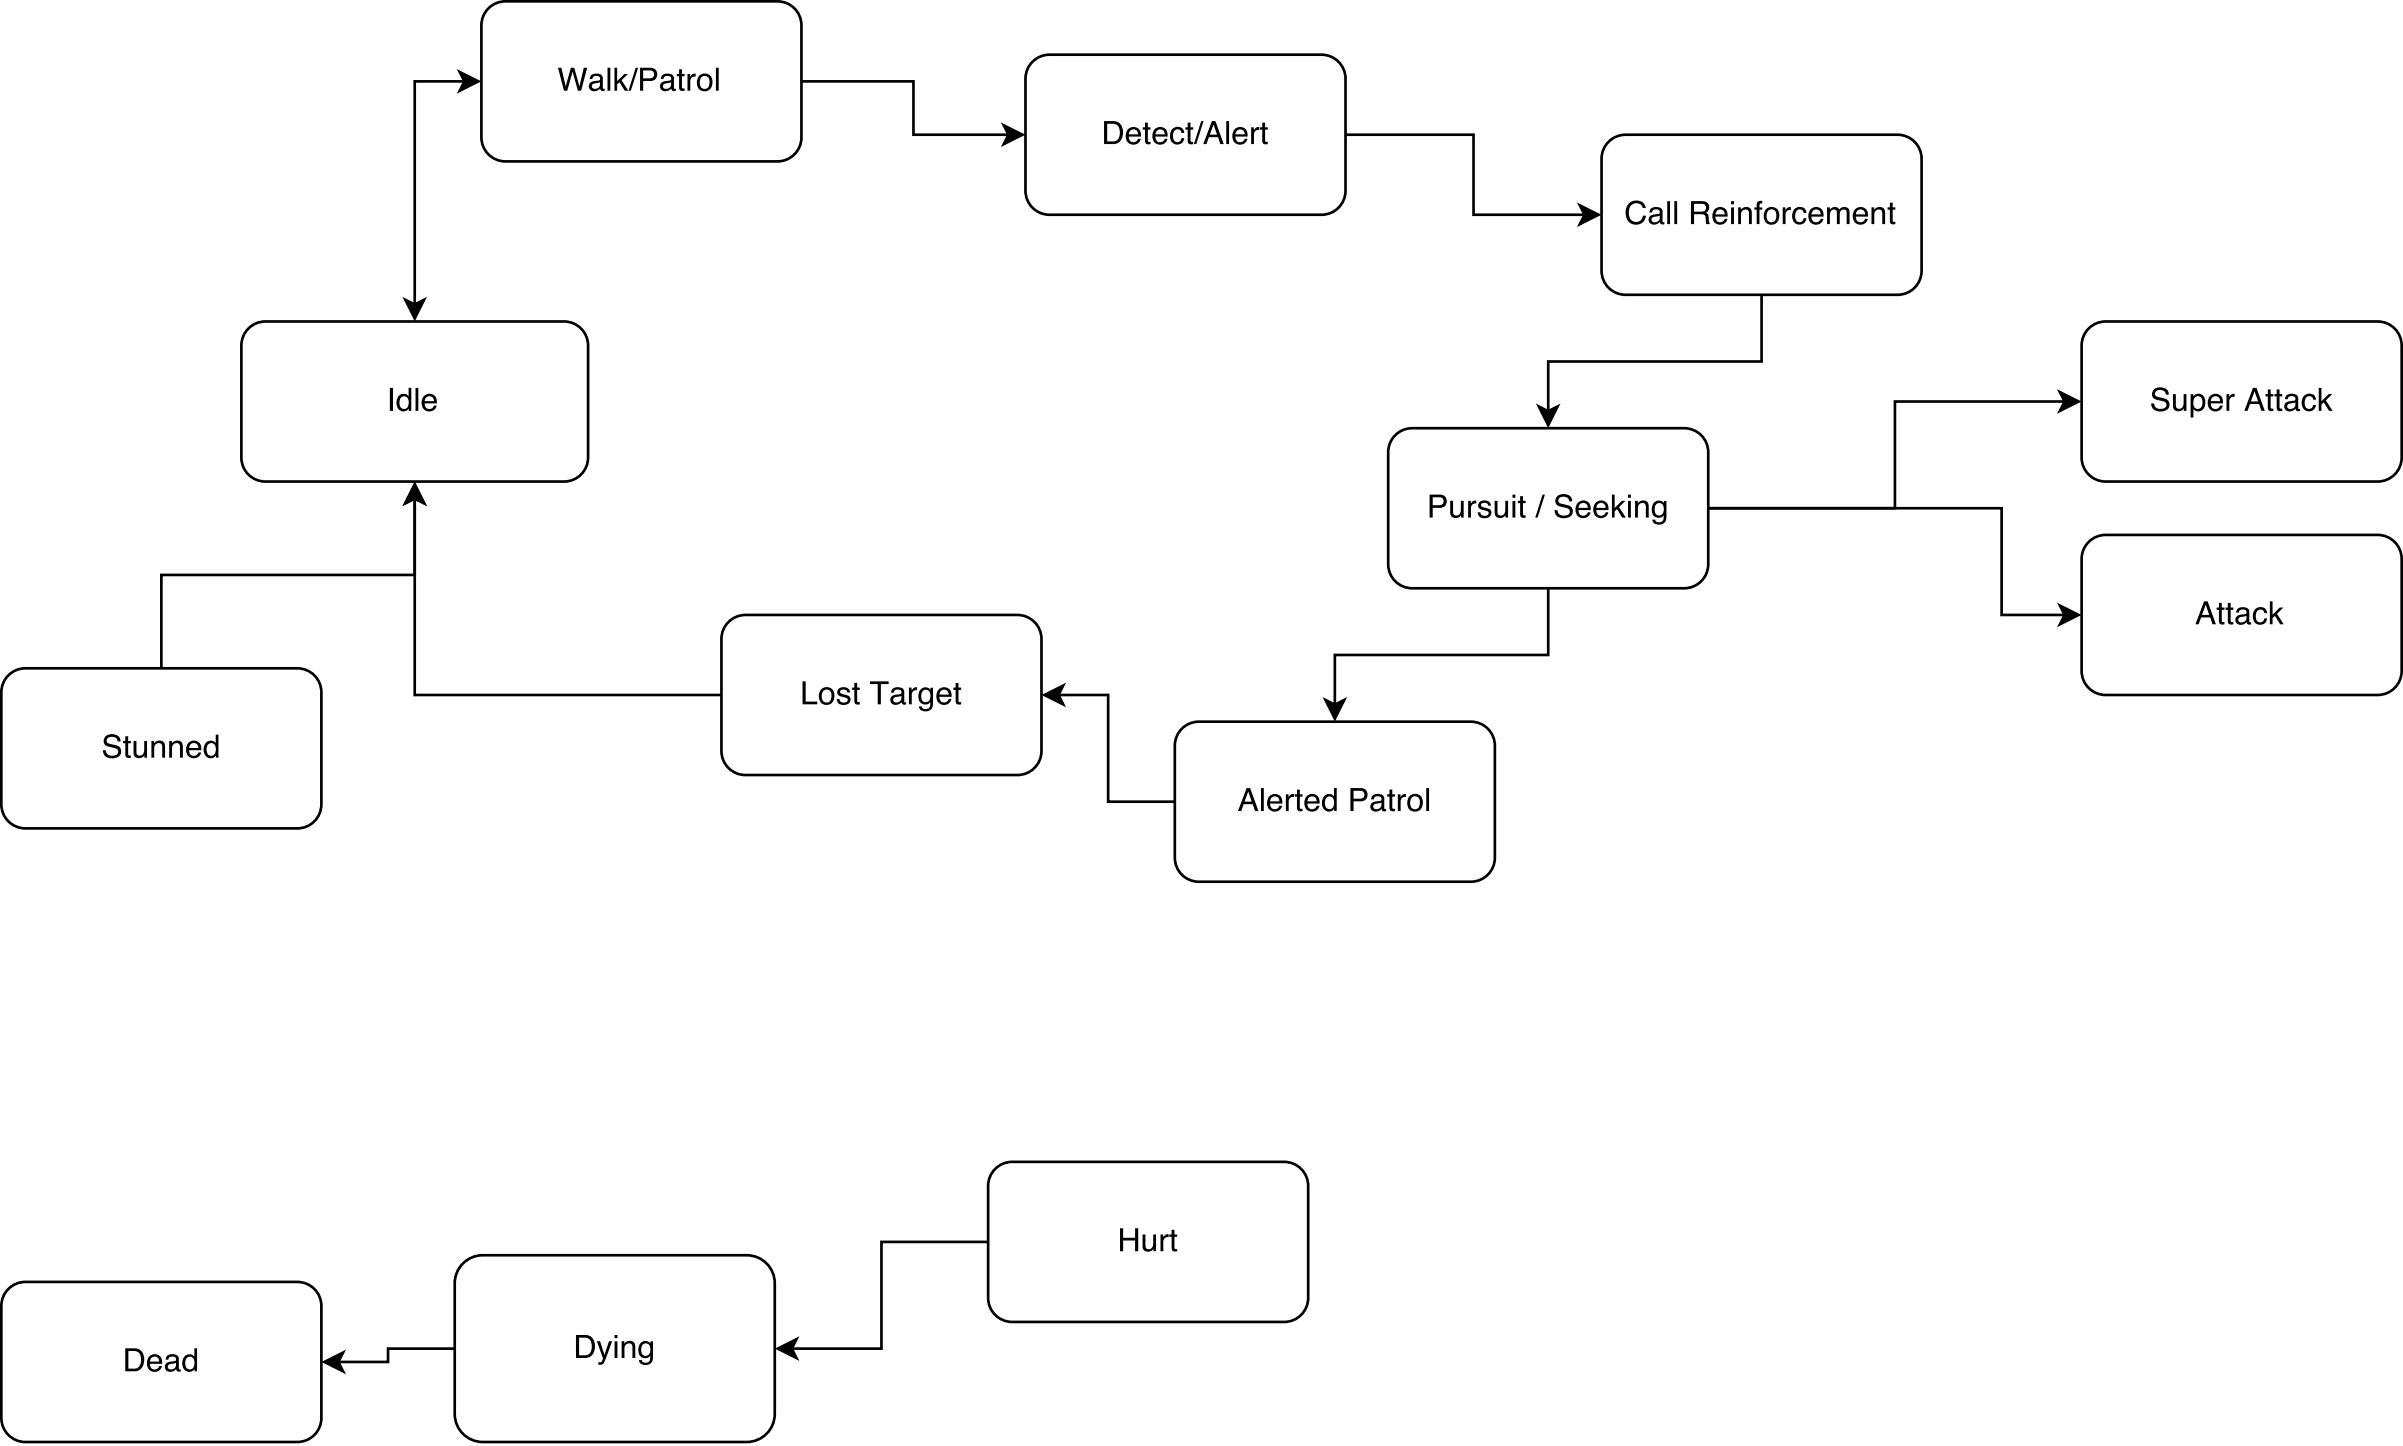 Walk/Patrol
Detect/Alert
Call Reinforcement
Idle
Super Attack
Pursuit / Seeking
Attack
Lost Target
Stunned
Alerted Patrol
Hurt
Dying
Dead